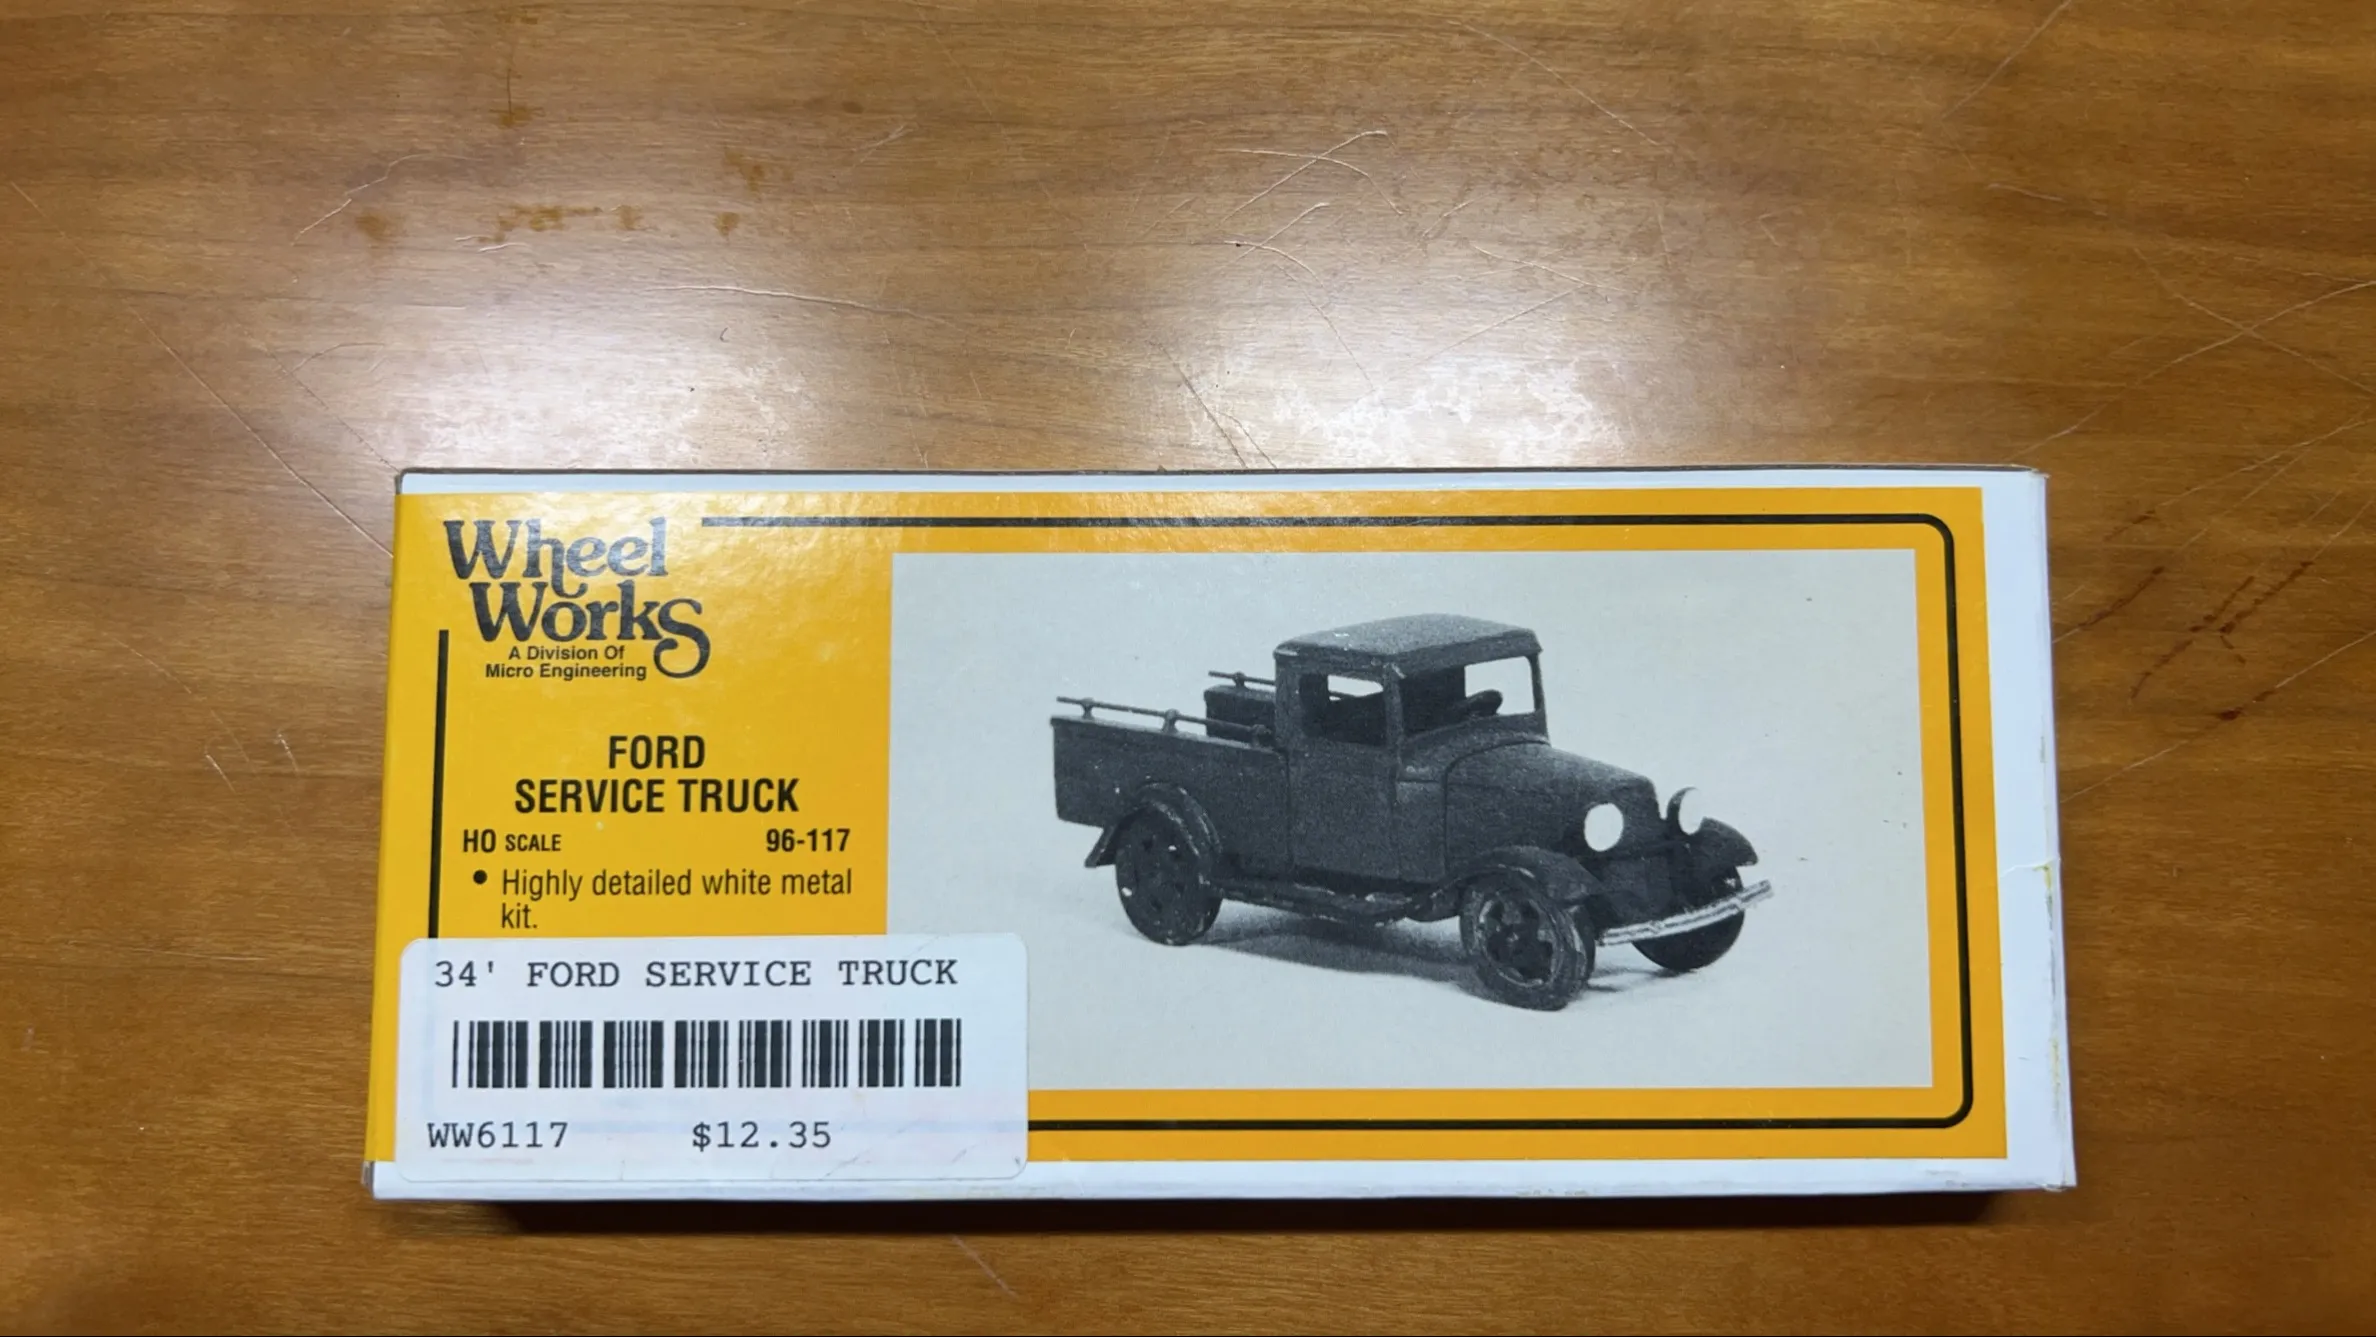 Wheel
Works
A Division Of
Micro Engineering
FORD
SERVICE TRUCK
HO SCALE 96-117
• Highly detailed white metal
kit.
34' FORD SERVICE TRUCK
WW6117 $12.35